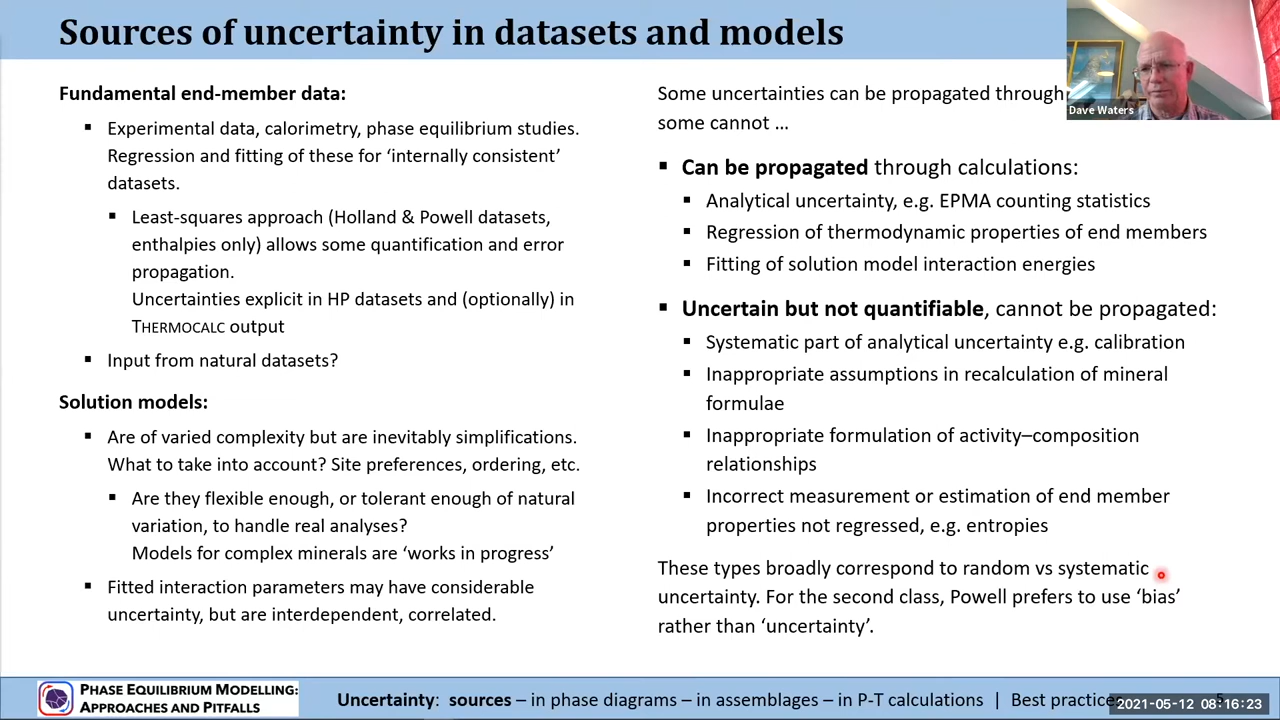 Sources of uncertainty in datasets and models
Dave Waters
Fundamental end-member data:
▪ Experimental data, calorimetry, phase equilibrium studies.
Regression and fitting of these for ‘internally consistent’
datasets.
▪ Least-squares approach (Holland & Powell datasets,
enthalpies only) allows some quantification and error
propagation.
Uncertainties explicit in HP datasets and (optionally) in
THERMOCALC output
▪ Input from natural datasets?
Solution models:
▪ Are of varied complexity but are inevitably simplifications.
What to take into account? Site preferences, ordering, etc.
▪ Are they flexible enough, or tolerant enough of natural
variation, to handle real analyses?
Models for complex minerals are ‘works in progress’
▪ Fitted interaction parameters may have considerable
uncertainty, but are interdependent, correlated.
Some uncertainties can be propagated through
some cannot …
▪ Can be propagated through calculations:
▪ Analytical uncertainty, e.g. EPMA counting statistics
▪ Regression of thermodynamic properties of end members
▪ Fitting of solution model interaction energies
▪ Uncertain but not quantifiable, cannot be propagated:
▪ Systematic part of analytical uncertainty e.g. calibration
▪ Inappropriate assumptions in recalculation of mineral
formulae
▪ Inappropriate formulation of activity–composition
relationships
▪ Incorrect measurement or estimation of end member
properties not regressed, e.g. entropies
These types broadly correspond to random vs systematic
uncertainty. For the second class, Powell prefers to use ‘bias’
rather than ‘uncertainty’.
PHASE EQUILIBRIUM MODELLING:
APPROACHES AND PITFALLS
Uncertainty: sources – in phase diagrams – in assemblages – in P-T calculations | Best practices
2021-05-12 08:16:23